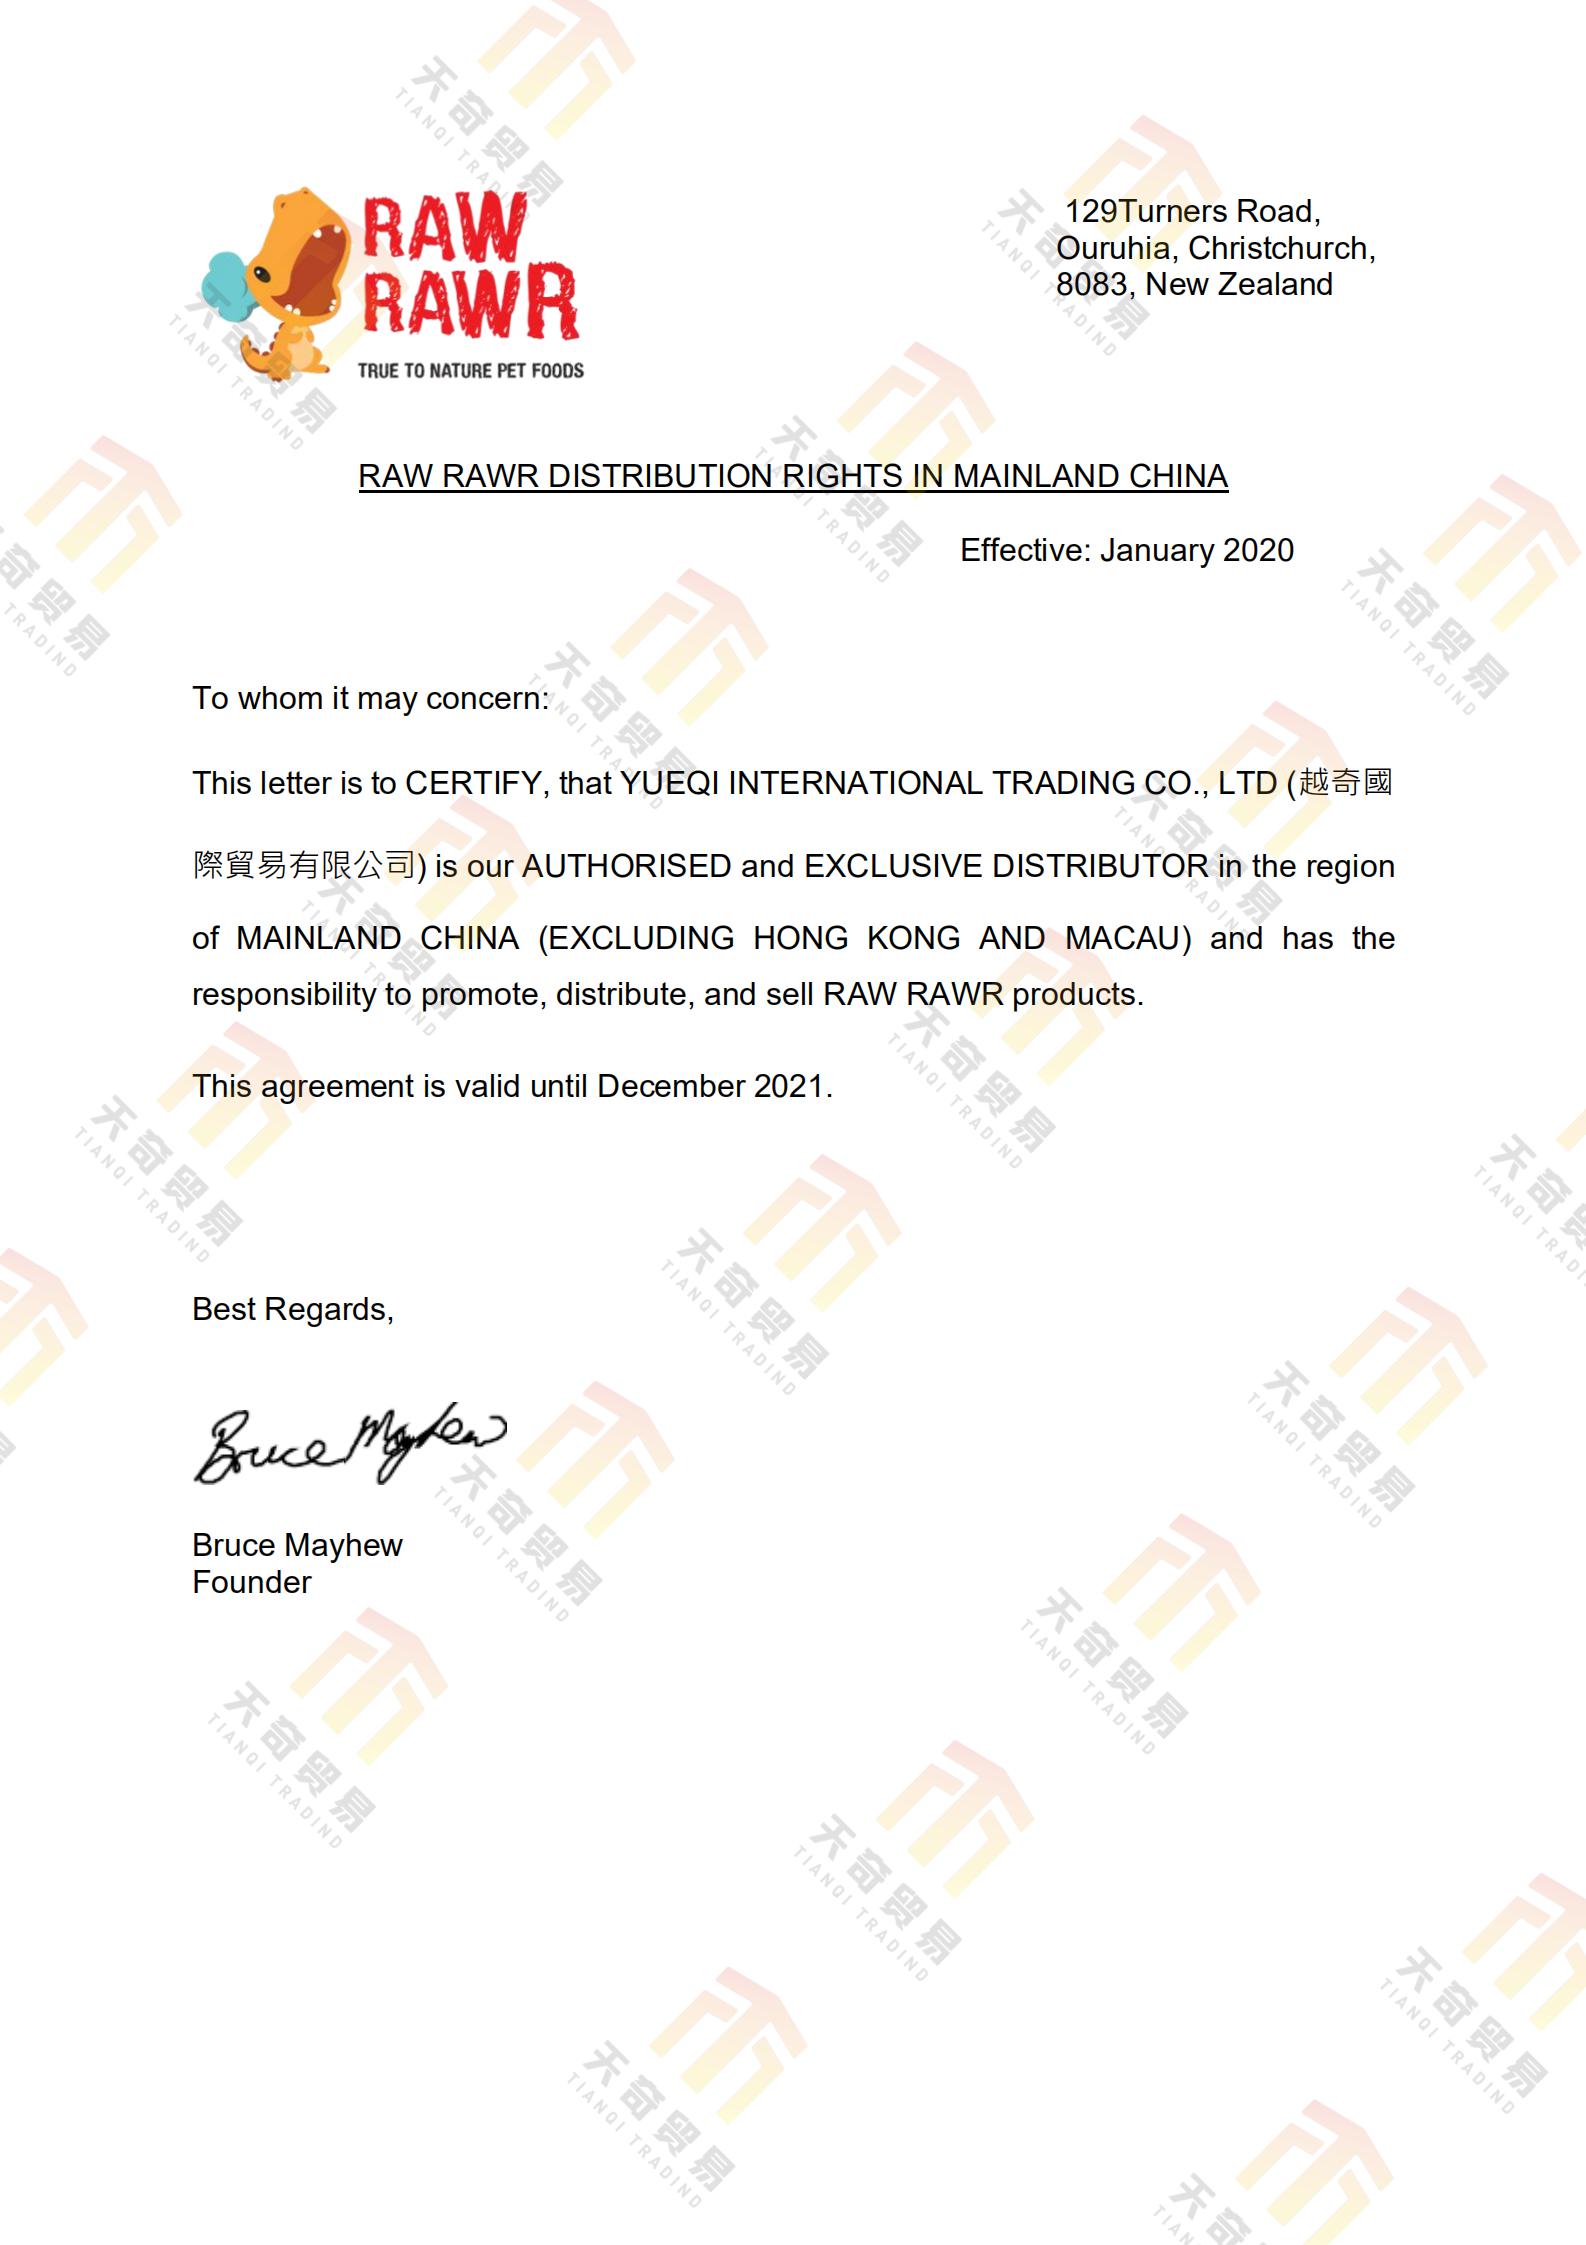 RAW
RAWR
TRUE TO NATURE PET FOODS
129Turners Road,
Ouruhia, Christchurch,
8083, New Zealand
RAW RAWR DISTRIBUTION RIGHTS IN MAINLAND CHINA
Effective: January 2020
To whom it may concern:
This letter is to CERTIFY, that YUEQI INTERNATIONAL TRADING CO., LTD (越奇國
際貿易有限公司) is our AUTHORISED and EXCLUSIVE DISTRIBUTOR in the region
of MAINLAND CHINA (EXCLUDING HONG KONG AND MACAU) and has the
responsibility to promote, distribute, and sell RAW RAWR products.
This agreement is valid until December 2021.
Best Regards,
Bruce Mayhew
Bruce Mayhew
Founder
天奇贸易
TIANQI TRADIND